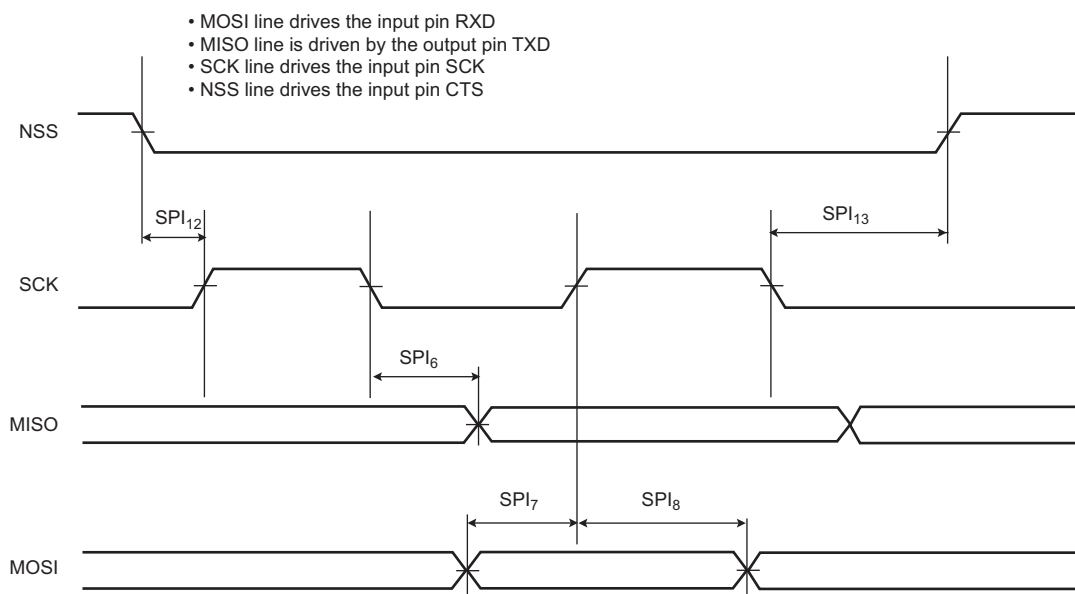 • MOSI line drives the input pin RXD
• MISO line is driven by the output pin TXD
• SCK line drives the input pin SCK
• NSS line drives the input pin CTS
NSS
SPI₁₂
SPI₁₃
SCK
SPI₆
MISO
SPI₇
SPI₈
MOSI